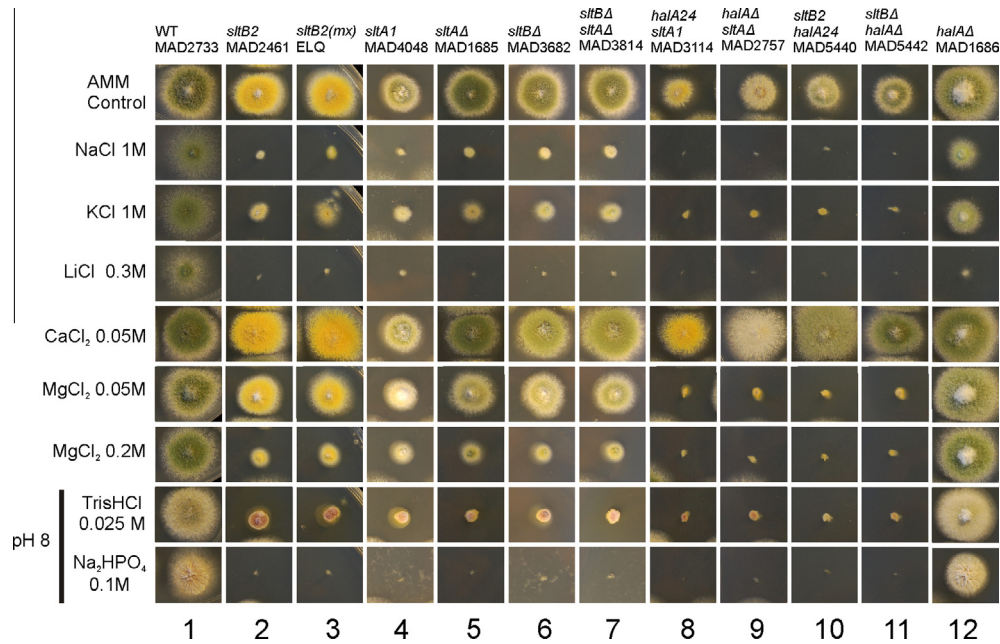 WT
MAD2733
sltB2
MAD2461
sltB2(mx)
ELQ
sltA1
MAD4048
sltAΔ
MAD1685
sltBΔ
MAD3682
sltBΔ
sltAΔ
MAD3814
halA24
sltA1
MAD3114
halAΔ
sltAΔ
MAD2757
sltB2
halA24
MAD5440
sltBΔ
halAΔ
MAD5442
halAΔ
MAD1686
AMM
Control
NaCl 1M
KCl 1M
LiCl 0.3M
CaCl₂ 0.05M
MgCl₂ 0.05M
MgCl₂ 0.2M
pH 8
TrisHCl
0.025 M
Na₂HPO₄
0.1M
1 2 3 4 5 6 7 8 9 10 11 12